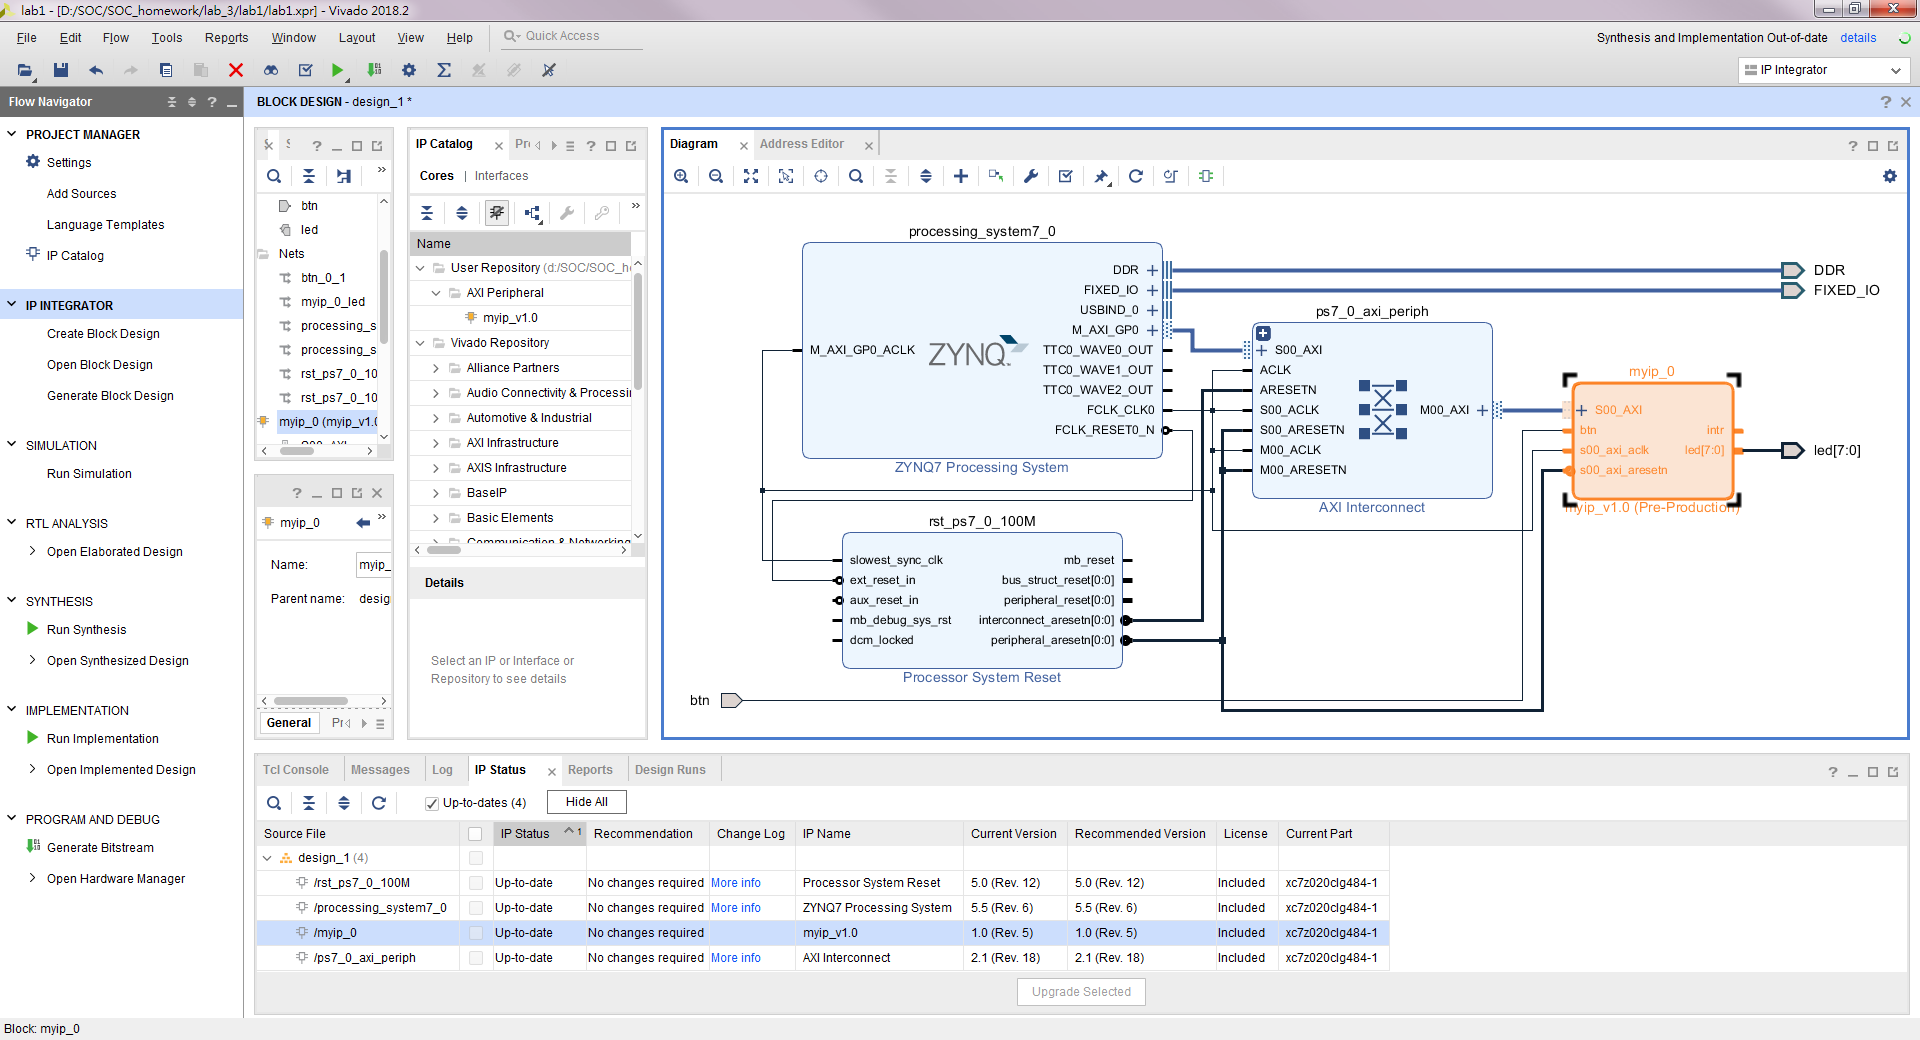 lab1 - [D:/SOC/SOC_homework/lab_3/lab1/lab1.xpr] - Vivado 2018.2
File Edit Flow Tools Reports Window Layout View Help Quick Access
Synthesis and Implementation Out-of-date details
IP Integrator
Flow Navigator
PROJECT MANAGER
Settings
Add Sources
Language Templates
IP Catalog
IP INTEGRATOR
Create Block Design
Open Block Design
Generate Block Design
SIMULATION
Run Simulation
RTL ANALYSIS
Open Elaborated Design
SYNTHESIS
Run Synthesis
Open Synthesized Design
IMPLEMENTATION
Run Implementation
Open Implemented Design
PROGRAM AND DEBUG
Generate Bitstream
Open Hardware Manager
BLOCK DESIGN - design_1 *
btn
led
Nets
btn_0_1
myip_0_led
processing_s
processing_s
rst_ps7_0_10
rst_ps7_0_10
myip_0 (myip_v1.0
S00_AXI
myip_0
Name: myip_
Parent name: desig
General Pr
IP Catalog Pr
Cores | Interfaces
Name
User Repository (d:/SOC/SOC_h
AXI Peripheral
myip_v1.0
Vivado Repository
Alliance Partners
Audio Connectivity & Processi
Automotive & Industrial
AXI Infrastructure
AXIS Infrastructure
BaseIP
Basic Elements
Communication & Networking
Details
Select an IP or Interface or
Repository to see details
Diagram Address Editor
processing_system7_0
DDR
FIXED_IO
USBIND_0
M_AXI_GP0
M_AXI_GP0_ACLK
ZYNQ
TTC0_WAVE0_OUT
TTC0_WAVE1_OUT
TTC0_WAVE2_OUT
FCLK_CLK0
FCLK_RESET0_N
ZYNQ7 Processing System
ps7_0_axi_periph
S00_AXI
ACLK
ARESETN
S00_ACLK
S00_ARESETN
M00_ACLK
M00_ARESETN
M00_AXI
AXI Interconnect
myip_0
S00_AXI
btn
s00_axi_aclk
s00_axi_aresetn
intr
led[7:0]
myip_v1.0 (Pre-Production)
DDR
FIXED_IO
led[7:0]
rst_ps7_0_100M
slowest_sync_clk
ext_reset_in
aux_reset_in
mb_debug_sys_rst
dcm_locked
mb_reset
bus_struct_reset[0:0]
peripheral_reset[0:0]
interconnect_aresetn[0:0]
peripheral_aresetn[0:0]
Processor System Reset
btn
Tcl Console Messages Log IP Status Reports Design Runs
Up-to-dates (4) Hide All
Source File IP Status 1 Recommendation Change Log IP Name Current Version Recommended Version License Current Part
design_1 (4)
/rst_ps7_0_100M Up-to-date No changes required More info Processor System Reset 5.0 (Rev. 12) 5.0 (Rev. 12) Included xc7z020clg484-1
/processing_system7_0 Up-to-date No changes required More info ZYNQ7 Processing System 5.5 (Rev. 6) 5.5 (Rev. 6) Included xc7z020clg484-1
/myip_0 Up-to-date No changes required myip_v1.0 1.0 (Rev. 5) 1.0 (Rev. 5) Included xc7z020clg484-1
/ps7_0_axi_periph Up-to-date No changes required More info AXI Interconnect 2.1 (Rev. 18) 2.1 (Rev. 18) Included xc7z020clg484-1
Upgrade Selected
Block: myip_0